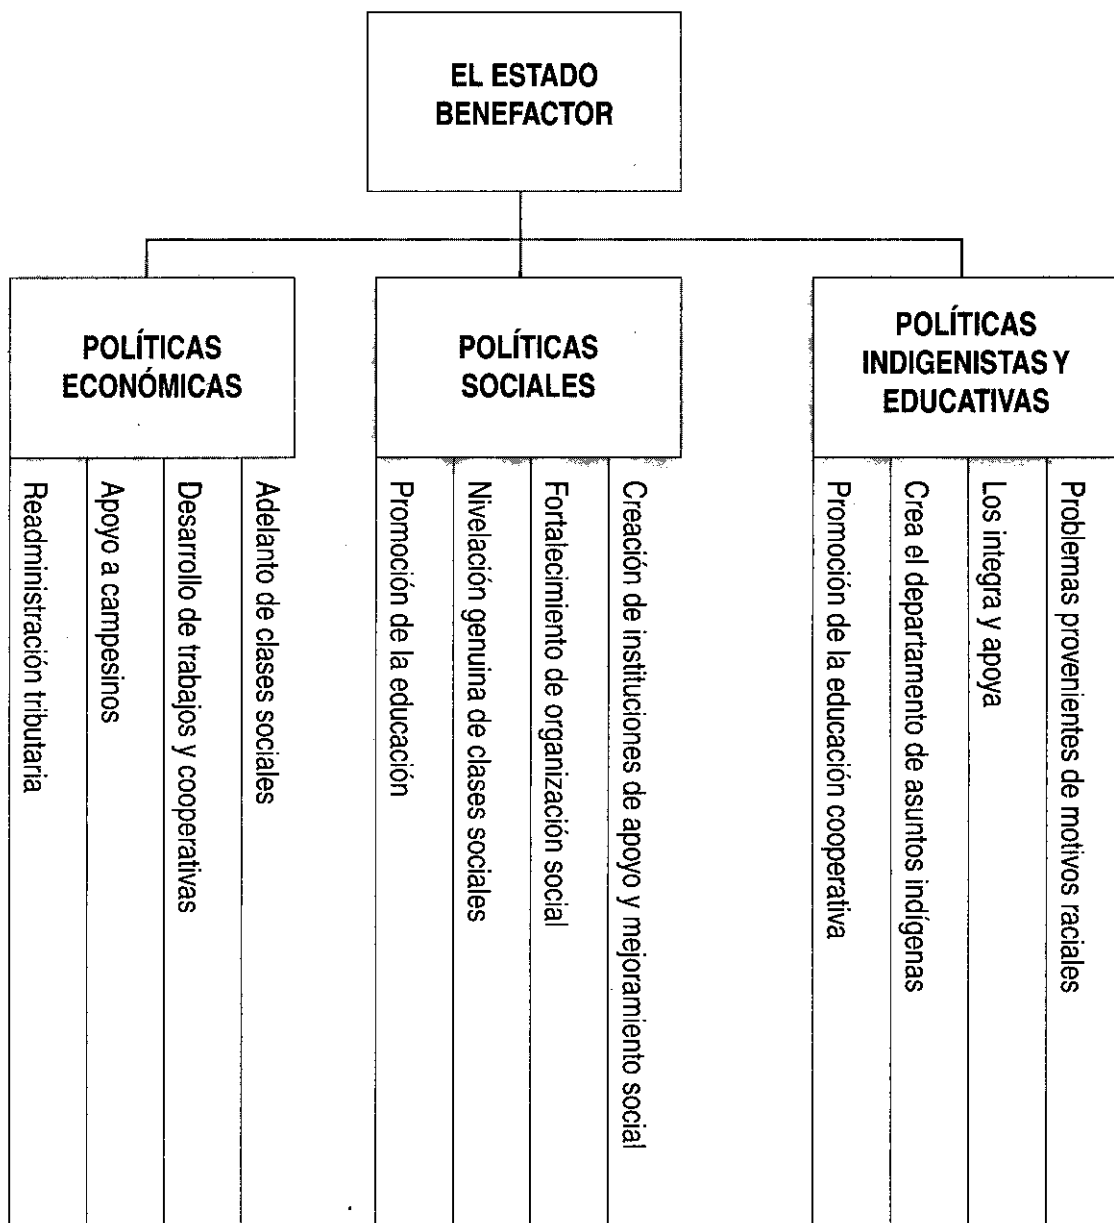 EL ESTADO
BENEFACTOR
POLÍTICAS
ECONÓMICAS
Readministración tributaria
Apoyo a campesinos
Desarrollo de trabajos y cooperativas
Adelanto de clases sociales
POLÍTICAS
SOCIALES
Promoción de la educación
Nivelación genuina de clases sociales
Fortalecimiento de organización social
Creación de instituciones de apoyo y mejoramiento social
POLÍTICAS
INDIGENISTAS Y
EDUCATIVAS
Promoción de la educación cooperativa
Crea el departamento de asuntos indígenas
Los integra y apoya
Problemas provenientes de motivos raciales